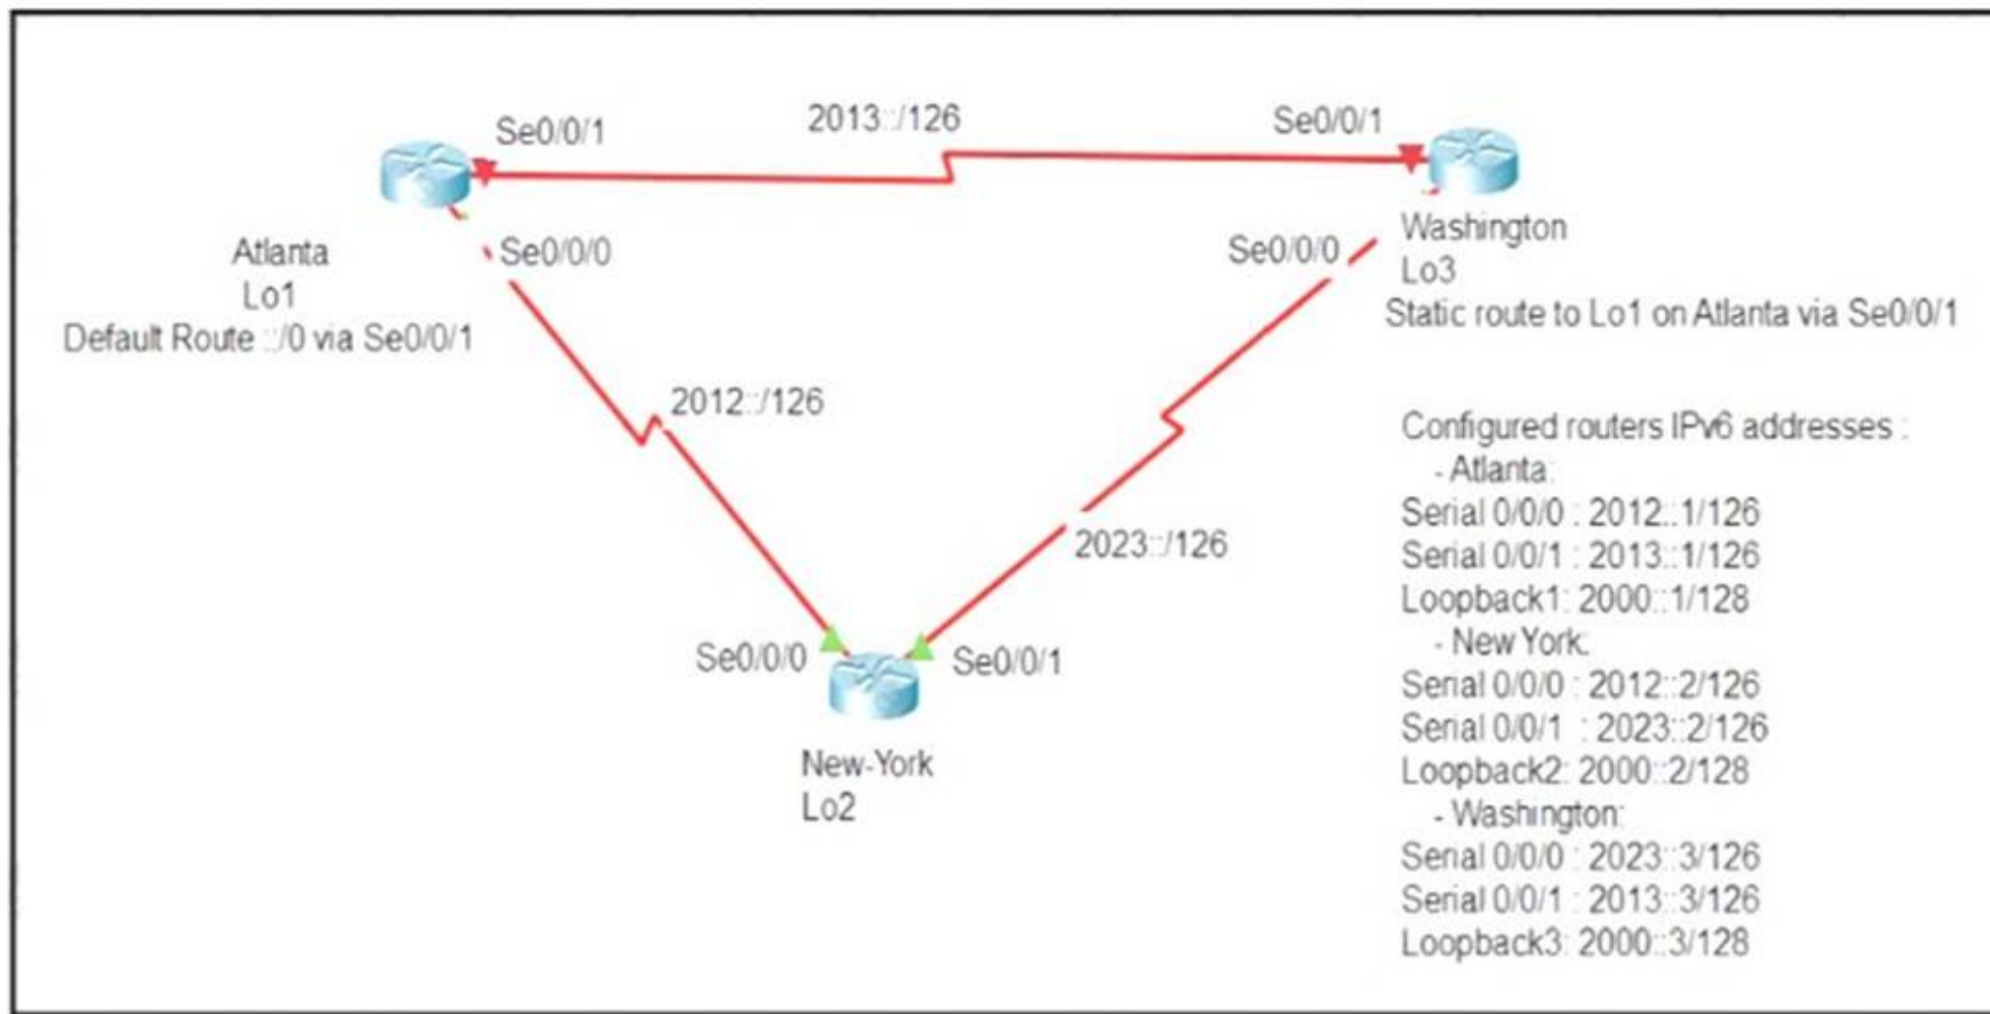 Se0/0/1
2013::/126
Se0/0/1
Atlanta
Lo1
Default Route ::/0 via Se0/0/1
Se0/0/0
Se0/0/0
Washington
Lo3
Static route to Lo1 on Atlanta via Se0/0/1
2012::/126
2023::/126
Se0/0/0
Se0/0/1
New-York
Lo2
Configured routers IPv6 addresses :
- Atlanta:
Serial 0/0/0 : 2012::1/126
Serial 0/0/1 : 2013::1/126
Loopback1: 2000::1/128
- New York:
Serial 0/0/0 : 2012::2/126
Serial 0/0/1 : 2023::2/126
Loopback2: 2000::2/128
- Washington:
Serial 0/0/0 : 2023::3/126
Serial 0/0/1 : 2013::3/126
Loopback3: 2000::3/128